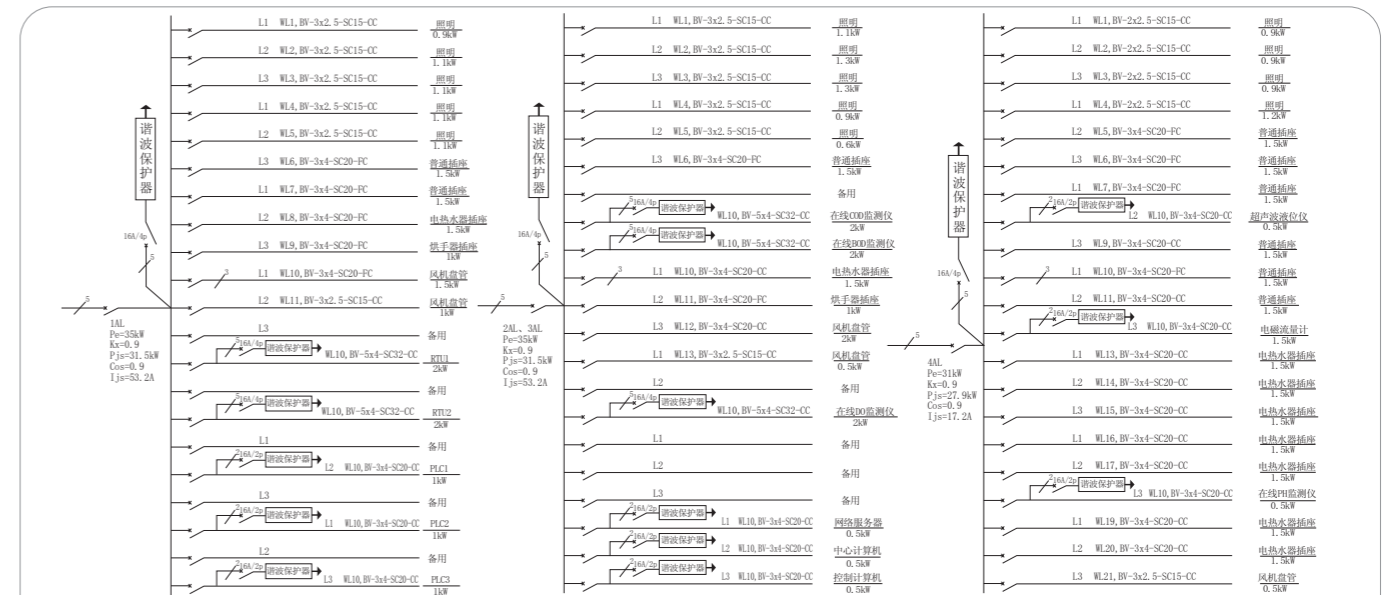 L1 WL1,BV-3x2.5-SC15-CC 照明
0.9kW
L2 WL2,BV-3x2.5-SC15-CC 照明
1.1kW
L3 WL3,BV-3x2.5-SC15-CC 照明
1.1kW
L1 WL4,BV-3x2.5-SC15-CC 照明
1.1kW
L2 WL5,BV-3x2.5-SC15-CC 照明
1.1kW
L3 WL6,BV-3x4-SC20-FC 普通插座
1.5kW
L1 WL7,BV-3x4-SC20-FC 普通插座
1.5kW
L2 WL8,BV-3x4-SC20-FC 电热水器插座
1.5kW
L3 WL9,BV-3x4-SC20-FC 烘手器插座
1kW
3 L1 WL10,BV-3x4-SC20-FC 风机盘管
1.5kW
L2 WL11,BV-3x2.5-SC15-CC 风机盘管
1kW
谐波保护器
16A/4p
5
5
1AL
Pe=35kW
Kx=0.9
Pjs=31.5kW
Cos=0.9
Ijs=53.2A
L3 备用
5 16A/4p 谐波保护器
WL10,BV-5x4-SC32-CC RTU1
2kW
备用
5 16A/4p 谐波保护器
WL10,BV-5x4-SC32-CC RTU2
2kW
L1 备用
2 16A/2p 谐波保护器
L2 WL10,BV-3x4-SC20-CC PLC1
1kW
L3 备用
2 16A/2p 谐波保护器
L1 WL10,BV-3x4-SC20-CC PLC2
1kW
L2 备用
2 16A/2p 谐波保护器
L3 WL10,BV-3x4-SC20-CC PLC3
1kW
L1 WL1,BV-3x2.5-SC15-CC 照明
1.1kW
L2 WL2,BV-3x2.5-SC15-CC 照明
1.3kW
L3 WL3,BV-3x2.5-SC15-CC 照明
1.3kW
L1 WL4,BV-3x2.5-SC15-CC 照明
0.9kW
L2 WL5,BV-3x2.5-SC15-CC 照明
0.6kW
L3 WL6,BV-3x4-SC20-FC 普通插座
1.5kW
备用
5 16A/4p 谐波保护器
WL10,BV-5x4-SC32-CC 在线COD监测仪
2kW
5 16A/4p 谐波保护器
WL10,BV-5x4-SC32-CC 在线BOD监测仪
2kW
3 L1 WL10,BV-3x4-SC20-CC 电热水器插座
1.5kW
L2 WL11,BV-3x4-SC20-FC 烘手器插座
1kW
谐波保护器
16A/4p
5
5
2AL、3AL
Pe=35kW
Kx=0.9
Pjs=31.5kW
Cos=0.9
Ijs=53.2A
L3 WL12,BV-3x4-SC20-CC 风机盘管
2kW
L1 WL13,BV-3x2.5-SC15-CC 风机盘管
0.5kW
L2 备用
5 16A/4p 谐波保护器
WL10,BV-5x4-SC32-CC 在线DO监测仪
2kW
L1 备用
L2 备用
L3 备用
2 16A/2p 谐波保护器
L1 WL10,BV-3x4-SC20-CC 网络服务器
0.5kW
2 16A/2p 谐波保护器
L2 WL10,BV-3x4-SC20-CC 中心计算机
0.5kW
2 16A/2p 谐波保护器
L3 WL10,BV-3x4-SC20-CC 控制计算机
0.5kW
L1 WL1,BV-2x2.5-SC15-CC 照明
0.9kW
L2 WL2,BV-2x2.5-SC15-CC 照明
0.9kW
L3 WL3,BV-2x2.5-SC15-CC 照明
0.9kW
L1 WL4,BV-2x2.5-SC15-CC 照明
1.2kW
L2 WL5,BV-3x4-SC20-FC 普通插座
1.5kW
L3 WL6,BV-3x4-SC20-FC 普通插座
1.5kW
L1 WL7,BV-3x4-SC20-FC 普通插座
1.5kW
2 16A/2p 谐波保护器
L2 WL10,BV-3x4-SC20-CC 超声波液位仪
0.5kW
L3 WL9,BV-3x4-SC20-CC 普通插座
1.5kW
3 L1 WL10,BV-3x4-SC20-FC 普通插座
1.5kW
L2 WL11,BV-3x4-SC20-CC 普通插座
1.5kW
2 16A/2p 谐波保护器
L3 WL10,BV-3x4-SC20-CC 电磁流量计
1.5kW
谐波保护器
16A/4p
5
5
4AL
Pe=31kW
Kx=0.9
Pjs=27.9kW
Cos=0.9
Ijs=17.2A
L1 WL13,BV-3x4-SC20-CC 电热水器插座
1.5kW
L2 WL14,BV-3x4-SC20-CC 电热水器插座
1.5kW
L3 WL15,BV-3x4-SC20-CC 电热水器插座
1.5kW
L1 WL16,BV-3x4-SC20-CC 电热水器插座
1.5kW
L2 WL17,BV-3x4-SC20-CC 电热水器插座
1.5kW
2 16A/2p 谐波保护器
L3 WL10,BV-3x4-SC20-CC 在线PH监测仪
0.5kW
L1 WL19,BV-3x4-SC20-CC 电热水器插座
1.5kW
L2 WL20,BV-3x4-SC20-CC 电热水器插座
1.5kW
L3 WL21,BV-3x2.5-SC15-CC 风机盘管
0.5kW